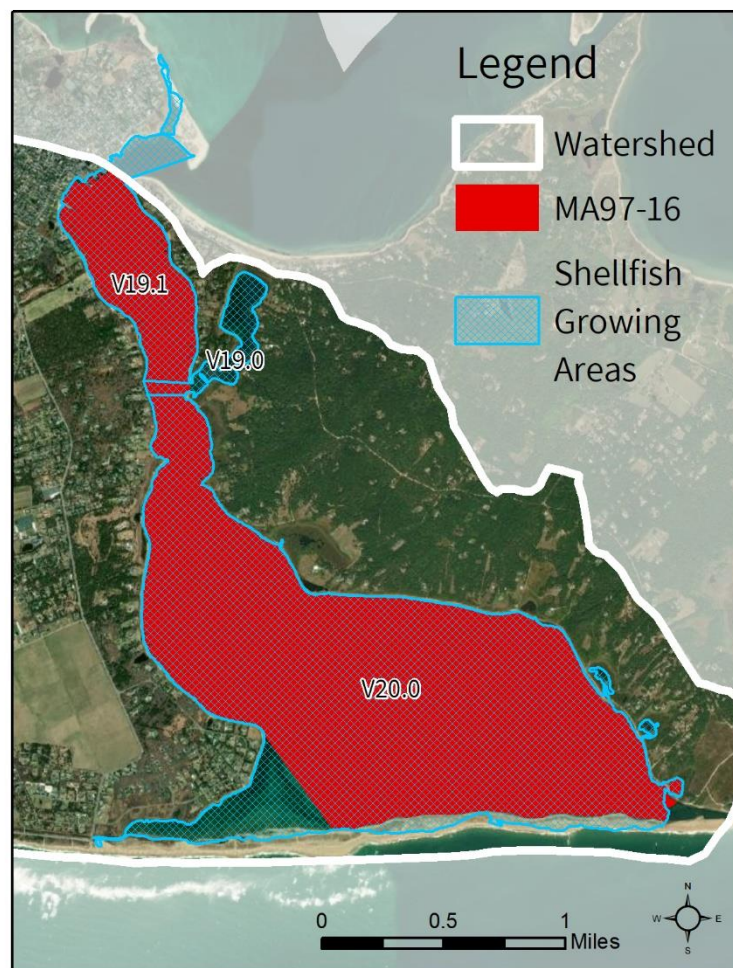 Legend
Watershed
MA97-16
Shellfish
Growing
Areas
V19.1
V19.0
V20.0
N
W E
S
0 0.5 1
Miles